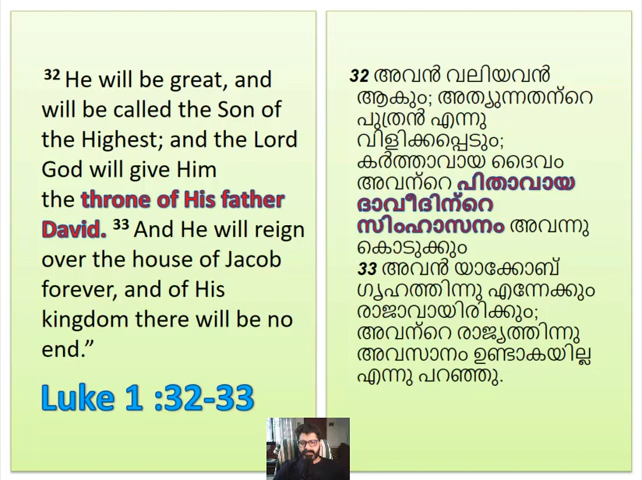 32 He will be great, and
will be called the Son of
the Highest; and the Lord
God will give Him
the throne of His father
David. 33 And He will reign
over the house of Jacob
forever, and of His
kingdom there will be no
end.”
Luke 1 :32-33
32 അവൻ വലിയവൻ
ആകും; അത്യുന്നതന്റെ
പുത്രൻ എന്നു
വിളിക്കപ്പെടും;
കർത്താവായ ദൈവം
അവന്റെ പിതാവായ
ദാവീദിന്റെ
സിംഹാസനം അവന്നു
കൊടുക്കും
33 അവൻ യാക്കോബ്
ഗൃഹത്തിന്നു എന്നേക്കും
രാജാവായിരിക്കും;
അവന്റെ രാജ്യത്തിന്നു
അവസാനം ഉണ്ടാകയില്ല
എന്നു പറഞ്ഞു.